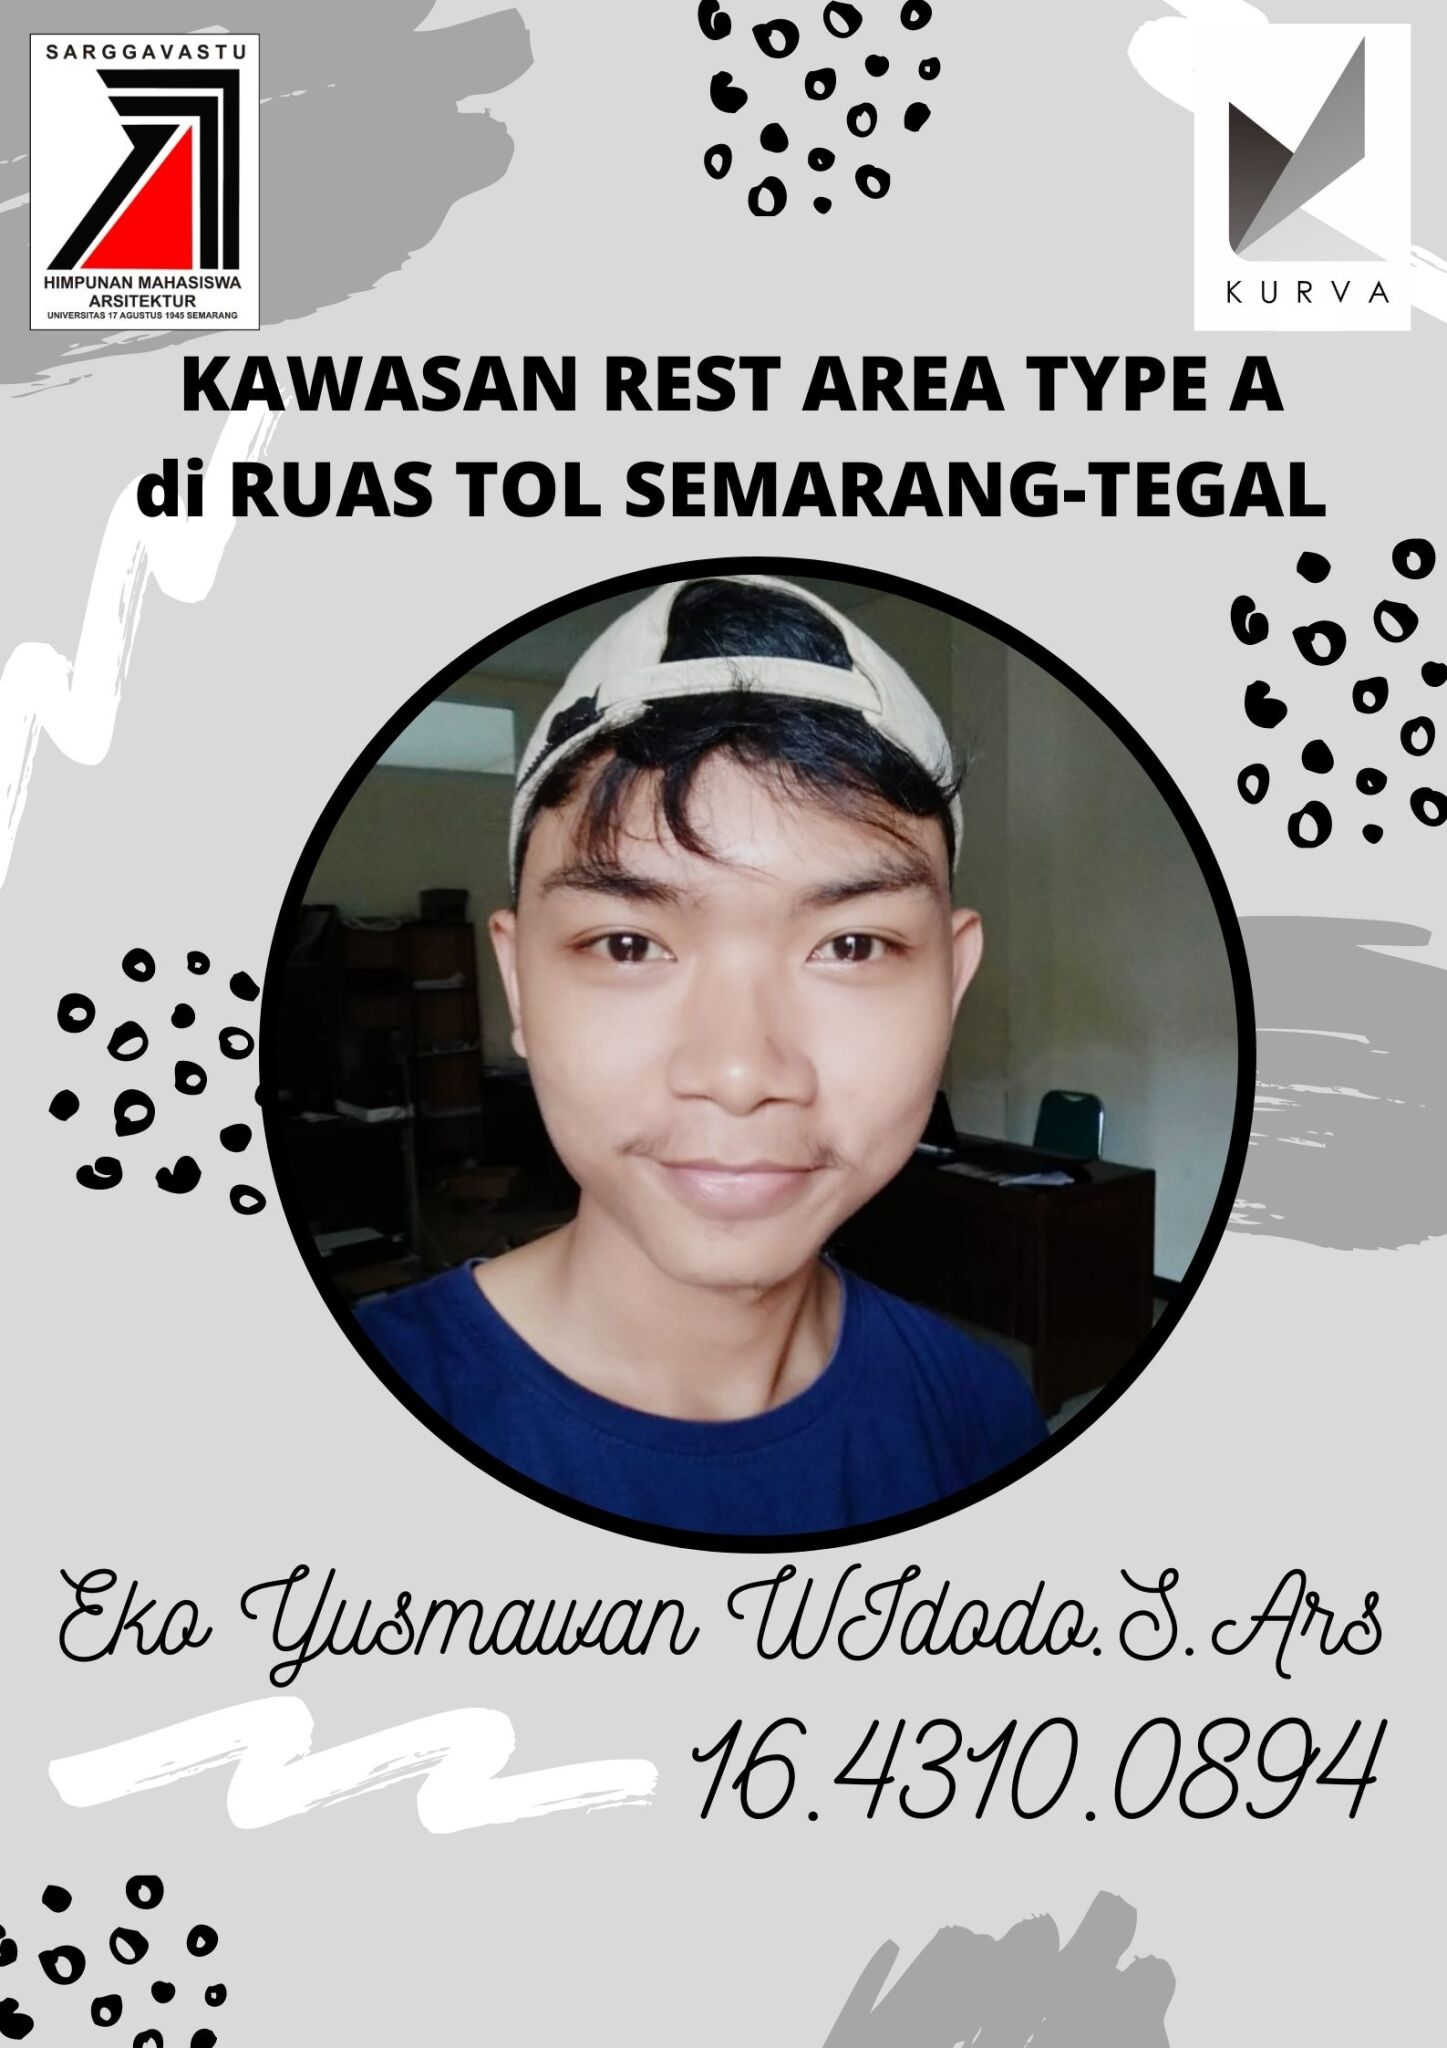 SARGGAVASTU
HIMPUNAN MAHASISWA
ARSITEKTUR
UNIVERSITAS 17 AGUSTUS 1945 SEMARANG
KURVA
KAWASAN REST AREA TYPE A
di RUAS TOL SEMARANG-TEGAL
Eko Yusmawan WIdodo.S.Ars
16.4310.0894